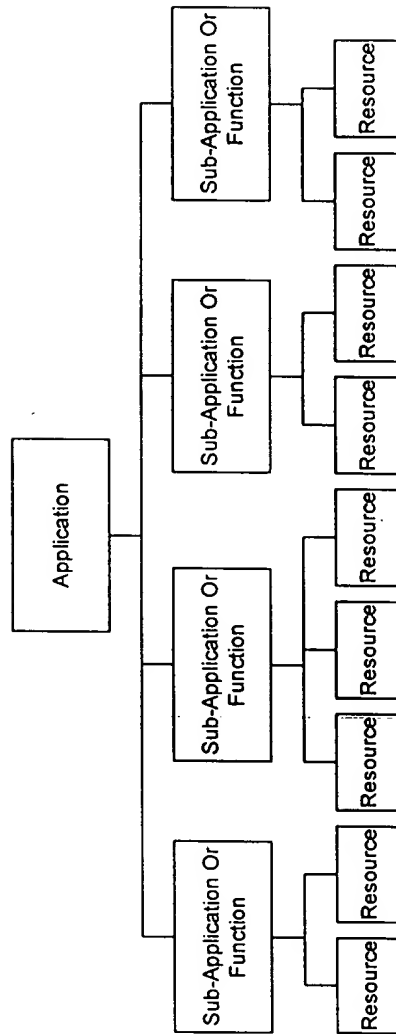 Application
Sub-Application Or
Function
Sub-Application Or
Function
Sub-Application Or
Function
Sub-Application Or
Function
Resource
Resource
Resource
Resource
Resource
Resource
Resource
Resource
Resource